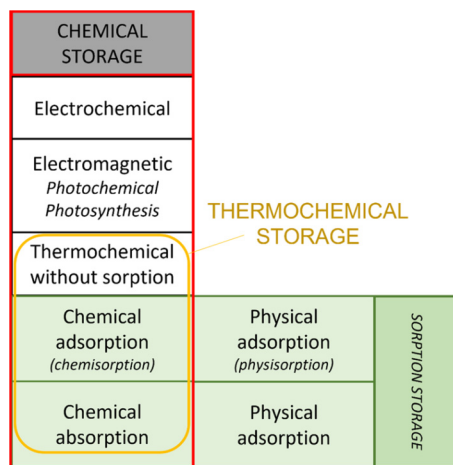 CHEMICAL
STORAGE
Electrochemical
Electromagnetic
Photochemical
Photosynthesis
THERMOCHEMICAL
STORAGE
Thermochemical
without sorption
Chemical
adsorption
(chemisorption)
Physical
adsorption
(physisorption)
Chemical
absorption
Physical
adsorption
SORPTION STORAGE